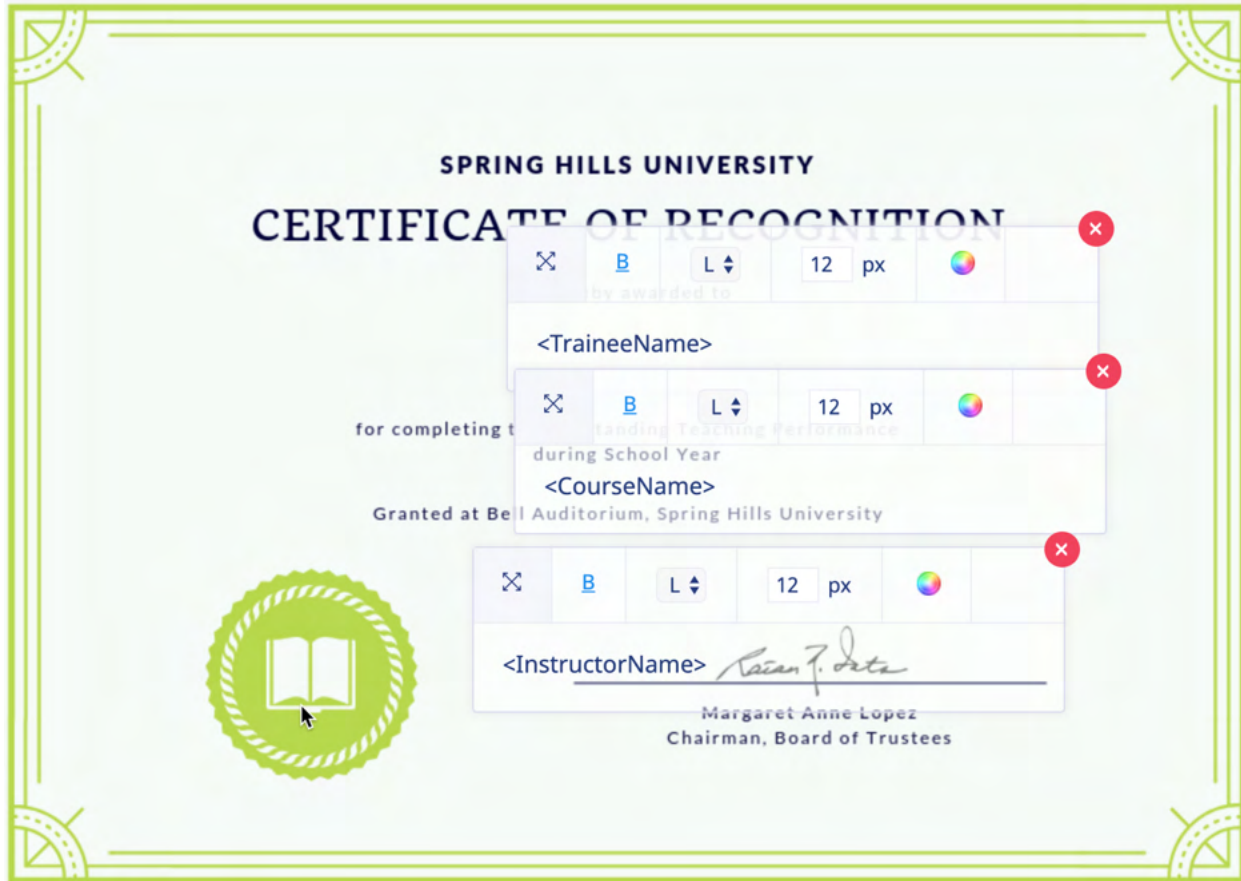 SPRING HILLS UNIVERSITY
CERTIFICATE OF RECOGNITION
B L 12 px
by awarded to
<TraineeName>
B L 12 px
for completing t standing Teaching Performance
during School Year
<CourseName>
Granted at Bell Auditorium, Spring Hills University
B L 12 px
<InstructorName>
Margaret Anne Lopez
Chairman, Board of Trustees